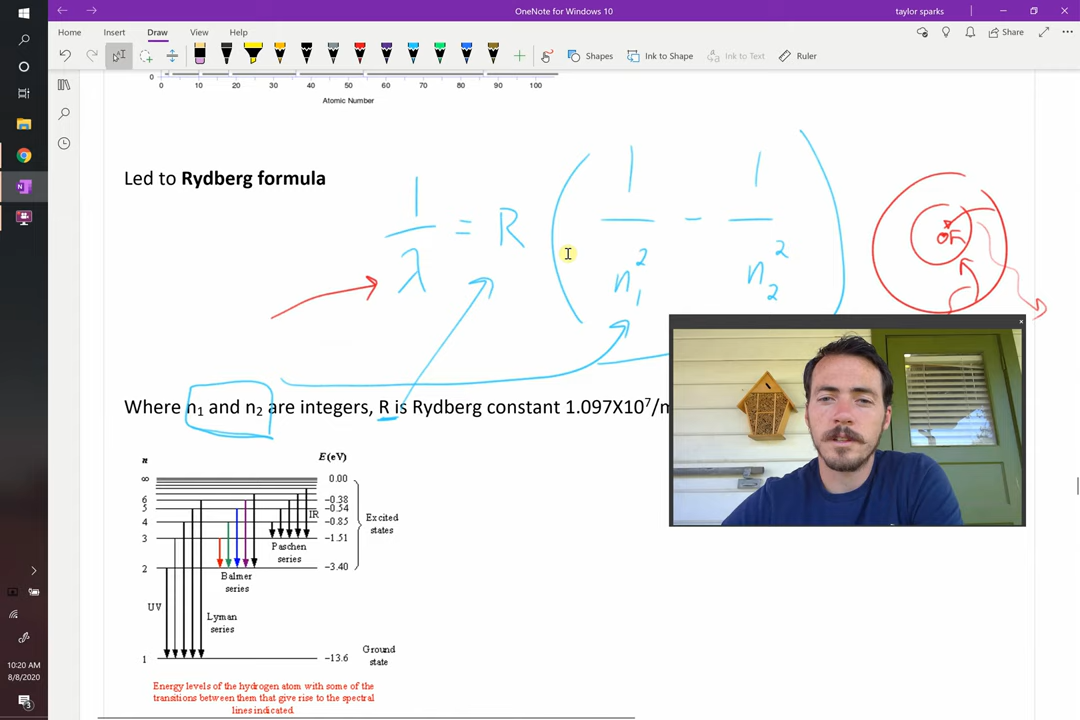 OneNote for Windows 10
taylor sparks
Home Insert Draw View Help
Share
Shapes Ink to Shape Ink to Text Ruler
0
0 10 20 30 40 50 60 70 80 90 100
Atomic Number
Led to Rydberg formula
1/λ = R ( 1/n₁² − 1/n₂² )
Where n₁ and n₂ are integers, R is Rydberg constant 1.097X10⁷/m
n E (eV)
∞ 0.00
6 −0.38
5 −0.54
IR
4 −0.85
3 −1.51
Excited
states
Paschen
series
2 −3.40
Balmer
series
UV
Lyman
series
1 −13.6
Ground
state
Energy levels of the hydrogen atom with some of the
transitions between them that give rise to the spectral
lines indicated.
10:20 AM
8/8/2020
3